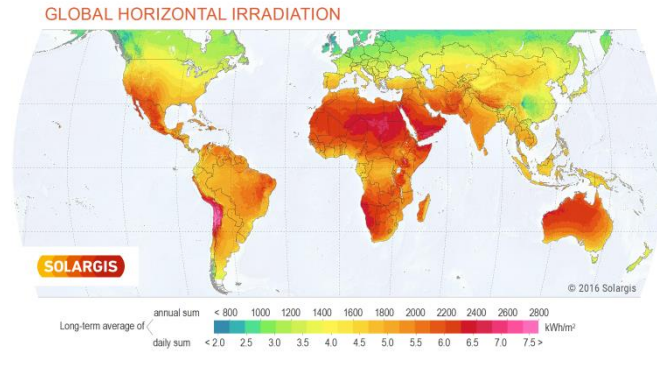 GLOBAL HORIZONTAL IRRADIATION
SOLARGIS
© 2016 Solargis
Long-term average of
annual sum < 800 1000 1200 1400 1600 1800 2000 2200 2400 2600 2800 kWh/m²
daily sum < 2.0 2.5 3.0 3.5 4.0 4.5 5.0 5.5 6.0 6.5 7.0 7.5 >